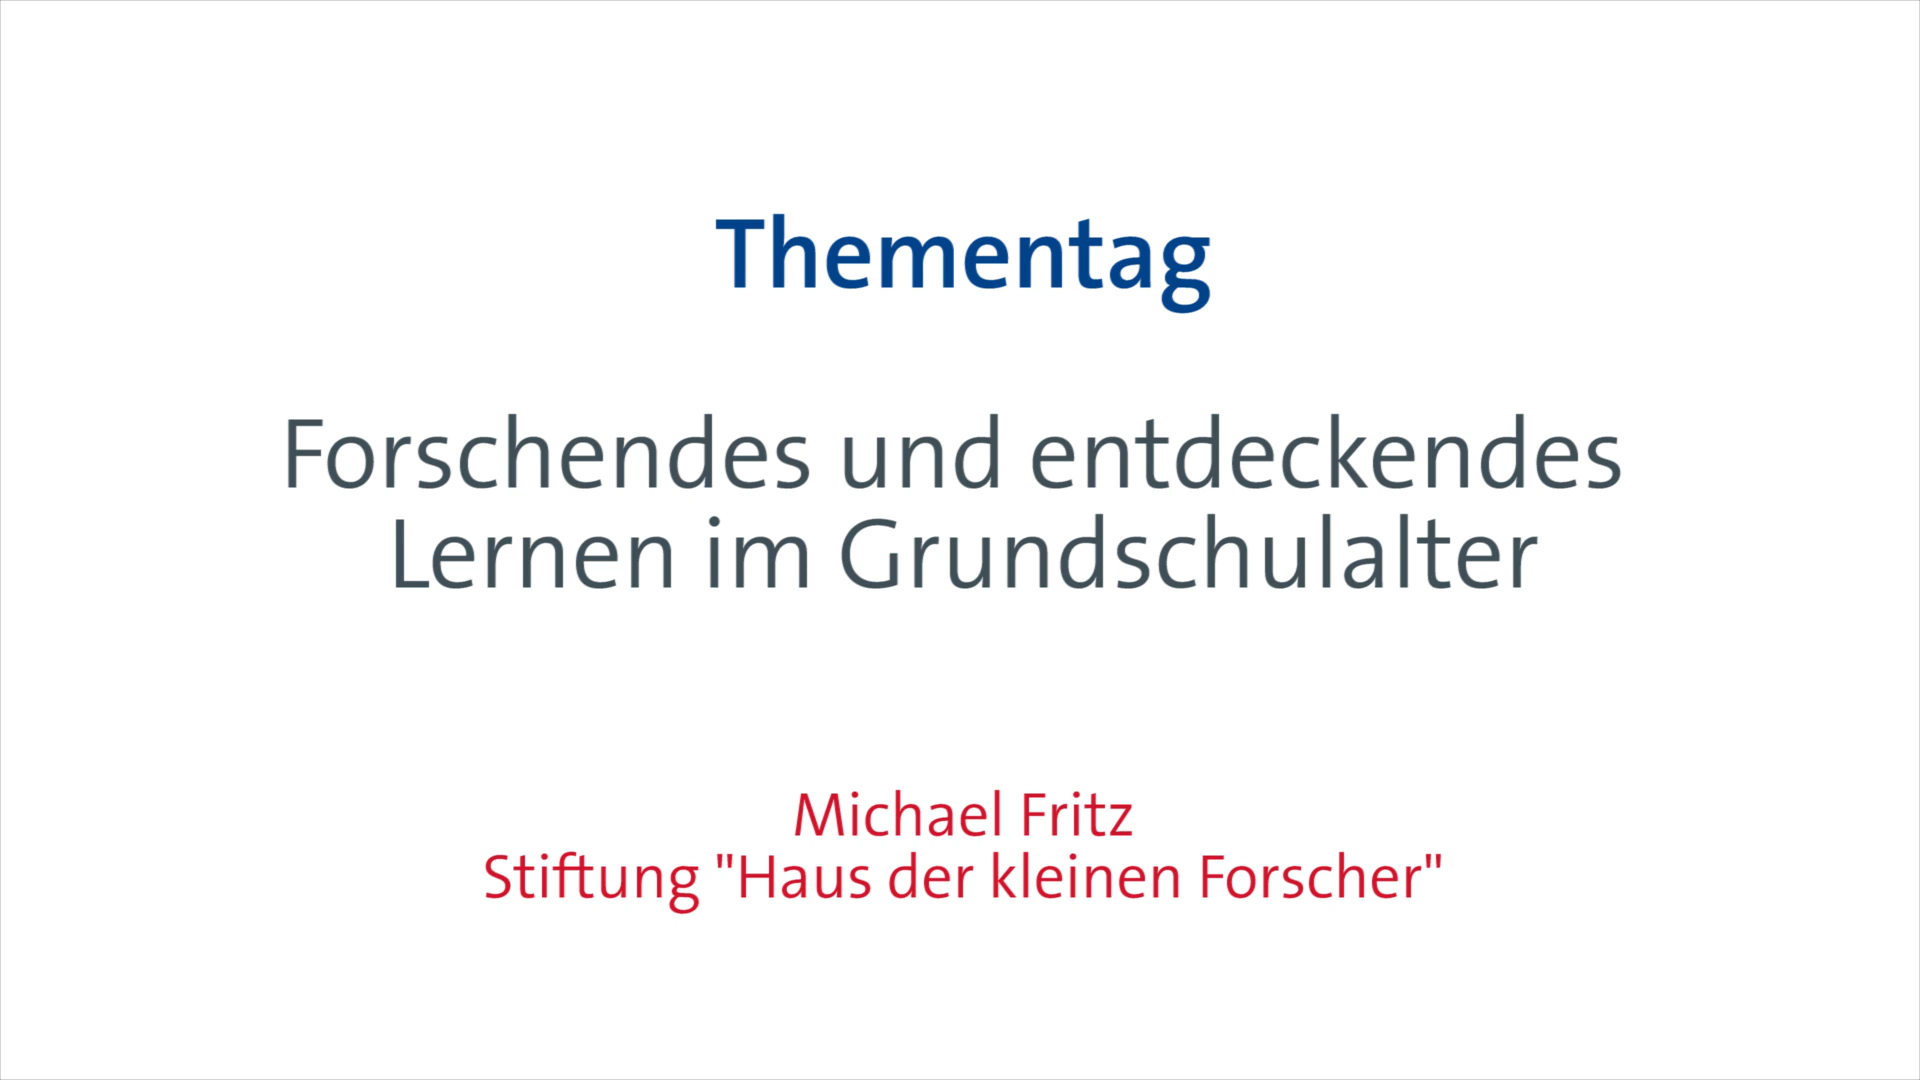 Thementag
Forschendes und entdeckendes
Lernen im Grundschulalter
Michael Fritz
Stiftung "Haus der kleinen Forscher"